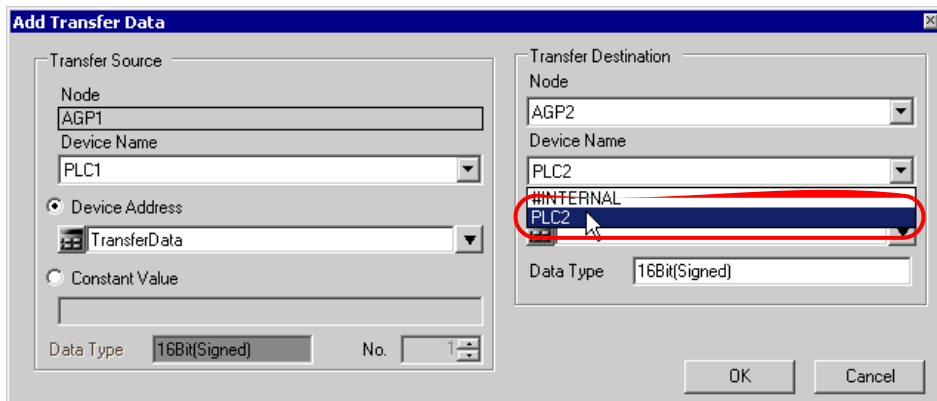 Add Transfer Data
Transfer Source
Node
AGP1
Device Name
PLC1
Device Address
TransferData
Constant Value
Data Type 16Bit(Signed) No. 1
Transfer Destination
Node
AGP2
Device Name
PLC2
#INTERNAL
PLC2
Data Type 16Bit(Signed)
OK Cancel